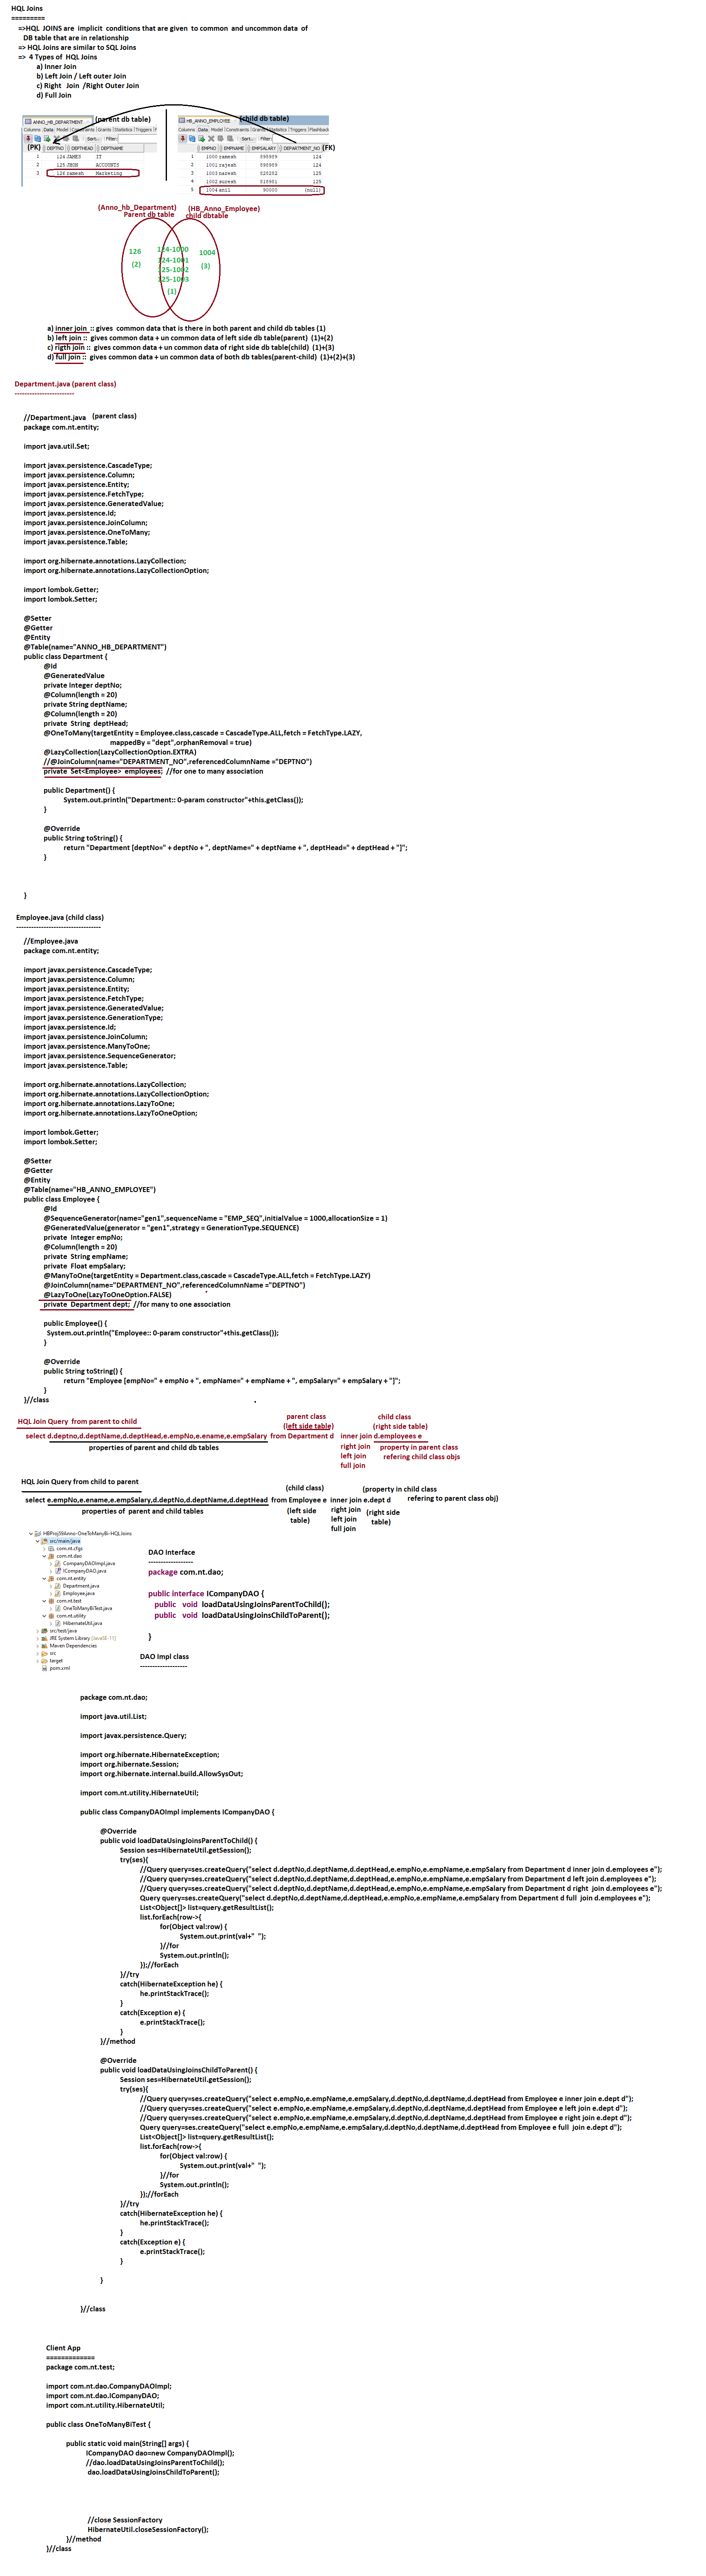 HQL Joins
=========
=>HQL JOINS are implicit conditions that are given to common and uncommon data of
DB table that are in relationship
=> HQL Joins are similar to SQL Joins
=> 4 Types of HQL Joins
a) Inner Join
b) Left Join / Left outer Join
c) Right Join /Right Outer Join
d) Full Join
ANNO_HB_DEPARTMENT (parent db table)
HB_ANNO_EMPLOYEE (child db table)
Columns Data Model Constraints Grants Statistics Triggers
Columns Data Model Constraints Grants Statistics Triggers Flashback
Sort.. Filter:
Sort.. Filter:
(PK) DEPTNO DEPTHEAD DEPTNAME
EMPNO EMPNAME EMPSALARY DEPARTMENT_NO (FK)
1 124 JAMES IT
2 125 JHON ACCOUNTS
3 126 ramesh Marketing
1 1000 ramesh 898989 124
2 1001 rajesh 898989 124
3 1003 naresh 828282 125
4 1002 suresh 818981 125
5 1004 anil 90000 (null)
(Anno_hb_Department)
Parent db table
(HB_Anno_Employee)
child dbtable
126
(2)
124-1000
124-1001
125-1002
125-1003
(1)
1004
(3)
a) inner join :: gives common data that is there in both parent and child db tables (1)
b) left join :: gives common data + un common data of left side db table(parent) (1)+(2)
c) rigth join :: gives common data + un common data of right side db table(child) (1)+(3)
d) full join :: gives common data + un common data of both db tables(parent-child) (1)+(2)+(3)
Department.java (parent class)
------------------------
//Department.java (parent class)
package com.nt.entity;
import java.util.Set;
import javax.persistence.CascadeType;
import javax.persistence.Column;
import javax.persistence.Entity;
import javax.persistence.FetchType;
import javax.persistence.GeneratedValue;
import javax.persistence.Id;
import javax.persistence.JoinColumn;
import javax.persistence.OneToMany;
import javax.persistence.Table;
import org.hibernate.annotations.LazyCollection;
import org.hibernate.annotations.LazyCollectionOption;
import lombok.Getter;
import lombok.Setter;
@Setter
@Getter
@Entity
@Table(name="ANNO_HB_DEPARTMENT")
public class Department {
@Id
@GeneratedValue
private Integer deptNo;
@Column(length = 20)
private String deptName;
@Column(length = 20)
private String deptHead;
@OneToMany(targetEntity = Employee.class,cascade = CascadeType.ALL,fetch = FetchType.LAZY,
mappedBy = "dept",orphanRemoval = true)
@LazyCollection(LazyCollectionOption.EXTRA)
//@JoinColumn(name="DEPARTMENT_NO",referencedColumnName ="DEPTNO")
private Set<Employee> employees; //for one to many association
public Department() {
System.out.println("Department:: 0-param constructor"+this.getClass());
}
@Override
public String toString() {
return "Department [deptNo=" + deptNo + ", deptName=" + deptName + ", deptHead=" + deptHead + "]";
}
}
Employee.java (child class)
----------------------------------
//Employee.java
package com.nt.entity;
import javax.persistence.CascadeType;
import javax.persistence.Column;
import javax.persistence.Entity;
import javax.persistence.FetchType;
import javax.persistence.GeneratedValue;
import javax.persistence.GenerationType;
import javax.persistence.Id;
import javax.persistence.JoinColumn;
import javax.persistence.ManyToOne;
import javax.persistence.SequenceGenerator;
import javax.persistence.Table;
import org.hibernate.annotations.LazyCollection;
import org.hibernate.annotations.LazyCollectionOption;
import org.hibernate.annotations.LazyToOne;
import org.hibernate.annotations.LazyToOneOption;
import lombok.Getter;
import lombok.Setter;
@Setter
@Getter
@Entity
@Table(name="HB_ANNO_EMPLOYEE")
public class Employee {
@Id
@SequenceGenerator(name="gen1",sequenceName = "EMP_SEQ",initialValue = 1000,allocationSize = 1)
@GeneratedValue(generator = "gen1",strategy = GenerationType.SEQUENCE)
private Integer empNo;
@Column(length = 20)
private String empName;
private Float empSalary;
@ManyToOne(targetEntity = Department.class,cascade = CascadeType.ALL,fetch = FetchType.LAZY)
@JoinColumn(name="DEPARTMENT_NO",referencedColumnName ="DEPTNO")
@LazyToOne(LazyToOneOption.FALSE)
private Department dept; //for many to one association
public Employee() {
System.out.println("Employee:: 0-param constructor"+this.getClass());
}
@Override
public String toString() {
return "Employee [empNo=" + empNo + ", empName=" + empName + ", empSalary=" + empSalary + "]";
}
}//class
HQL Join Query from parent to child
parent class
(left side table)
child class
(right side table)
select d.deptno,d.deptName,d.deptHead,e.empNo,e.ename,e.empSalary from Department d inner join d.employees e
properties of parent and child db tables
right join
left join
full join
property in parent class
refering child class objs
HQL Join Query from child to parent
(child class)
(property in child class
refering to parent class obj)
select e.empNo,e.ename,e.empSalary,d.deptNo,d.deptName,d.deptHead from Employee e inner join e.dept d
properties of parent and child tables
(left side
table)
right join
left join
full join
(right side
table)
HBProj59Anno-OneToManyBi-HQLJoins
src/main/java
com.nt.cfgs
com.nt.dao
CompanyDAOImpl.java
ICompanyDAO.java
com.nt.entity
Department.java
Employee.java
com.nt.test
OneToManyBiTest.java
com.nt.utility
HibernateUtil.java
src/test/java
JRE System Library [JavaSE-11]
Maven Dependencies
src
target
pom.xml
DAO Interface
-----------------
package com.nt.dao;
public interface ICompanyDAO {
public void loadDataUsingJoinsParentToChild();
public void loadDataUsingJoinsChildToParent();
}
DAO Impl class
------------------
package com.nt.dao;
import java.util.List;
import javax.persistence.Query;
import org.hibernate.HibernateException;
import org.hibernate.Session;
import org.hibernate.internal.build.AllowSysOut;
import com.nt.utility.HibernateUtil;
public class CompanyDAOImpl implements ICompanyDAO {
@Override
public void loadDataUsingJoinsParentToChild() {
Session ses=HibernateUtil.getSession();
try(ses){
//Query query=ses.createQuery("select d.deptNo,d.deptName,d.deptHead,e.empNo,e.empName,e.empSalary from Department d inner join d.employees e");
//Query query=ses.createQuery("select d.deptNo,d.deptName,d.deptHead,e.empNo,e.empName,e.empSalary from Department d left join d.employees e");
//Query query=ses.createQuery("select d.deptNo,d.deptName,d.deptHead,e.empNo,e.empName,e.empSalary from Department d right join d.employees e");
Query query=ses.createQuery("select d.deptNo,d.deptName,d.deptHead,e.empNo,e.empName,e.empSalary from Department d full join d.employees e");
List<Object[]> list=query.getResultList();
list.forEach(row->{
for(Object val:row) {
System.out.print(val+" ");
}//for
System.out.println();
});//forEach
}//try
catch(HibernateException he) {
he.printStackTrace();
}
catch(Exception e) {
e.printStackTrace();
}
}//method
@Override
public void loadDataUsingJoinsChildToParent() {
Session ses=HibernateUtil.getSession();
try(ses){
//Query query=ses.createQuery("select e.empNo,e.empName,e.empSalary,d.deptNo,d.deptName,d.deptHead from Employee e inner join e.dept d");
//Query query=ses.createQuery("select e.empNo,e.empName,e.empSalary,d.deptNo,d.deptName,d.deptHead from Employee e left join e.dept d");
//Query query=ses.createQuery("select e.empNo,e.empName,e.empSalary,d.deptNo,d.deptName,d.deptHead from Employee e right join e.dept d");
Query query=ses.createQuery("select e.empNo,e.empName,e.empSalary,d.deptNo,d.deptName,d.deptHead from Employee e full join e.dept d");
List<Object[]> list=query.getResultList();
list.forEach(row->{
for(Object val:row) {
System.out.print(val+" ");
}//for
System.out.println();
});//forEach
}//try
catch(HibernateException he) {
he.printStackTrace();
}
catch(Exception e) {
e.printStackTrace();
}
}
}//class
Client App
=============
package com.nt.test;
import com.nt.dao.CompanyDAOImpl;
import com.nt.dao.ICompanyDAO;
import com.nt.utility.HibernateUtil;
public class OneToManyBiTest {
public static void main(String[] args) {
ICompanyDAO dao=new CompanyDAOImpl();
//dao.loadDataUsingJoinsParentToChild();
dao.loadDataUsingJoinsChildToParent();
//close SessionFactory
HibernateUtil.closeSessionFactory();
}//method
}//class